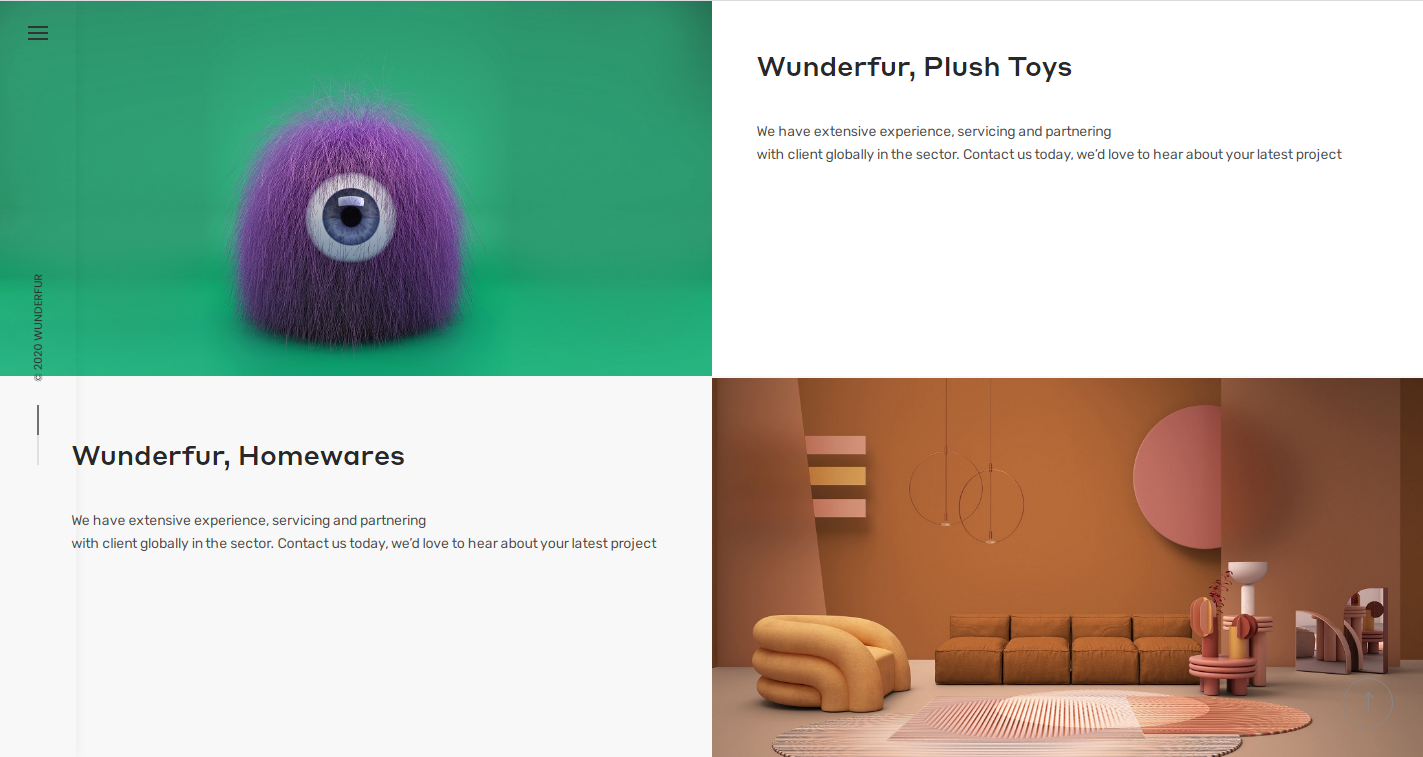 Wunderfur, Plush Toys
We have extensive experience, servicing and partnering
with client globally in the sector. Contact us today, we’d love to hear about your latest project
© 2020 WUNDERFUR
Wunderfur, Homewares
We have extensive experience, servicing and partnering
with client globally in the sector. Contact us today, we’d love to hear about your latest project